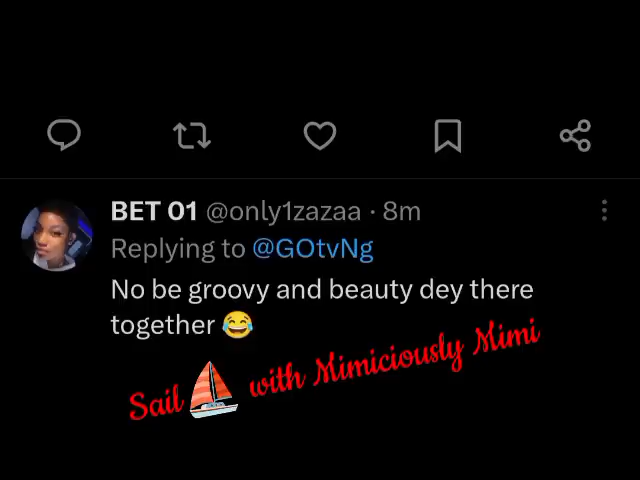 BET 01 @only1zazaa · 8m
Replying to @GOtvNg
No be groovy and beauty dey there
together 😂
Sail ⛵ with Mimiciously Mimi